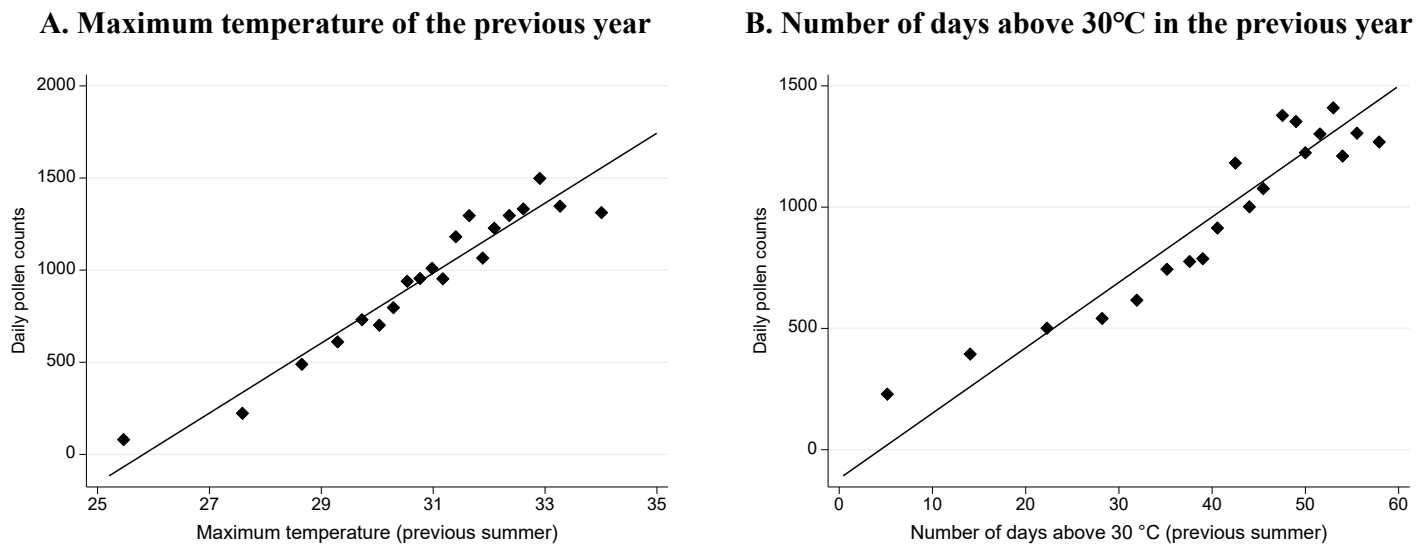 A. Maximum temperature of the previous year
2000
1500
1000
500
0
Daily pollen counts
25 27 29 31 33 35
Maximum temperature (previous summer)
B. Number of days above 30°C in the previous year
1500
1000
500
0
Daily pollen counts
0 10 20 30 40 50 60
Number of days above 30 °C (previous summer)